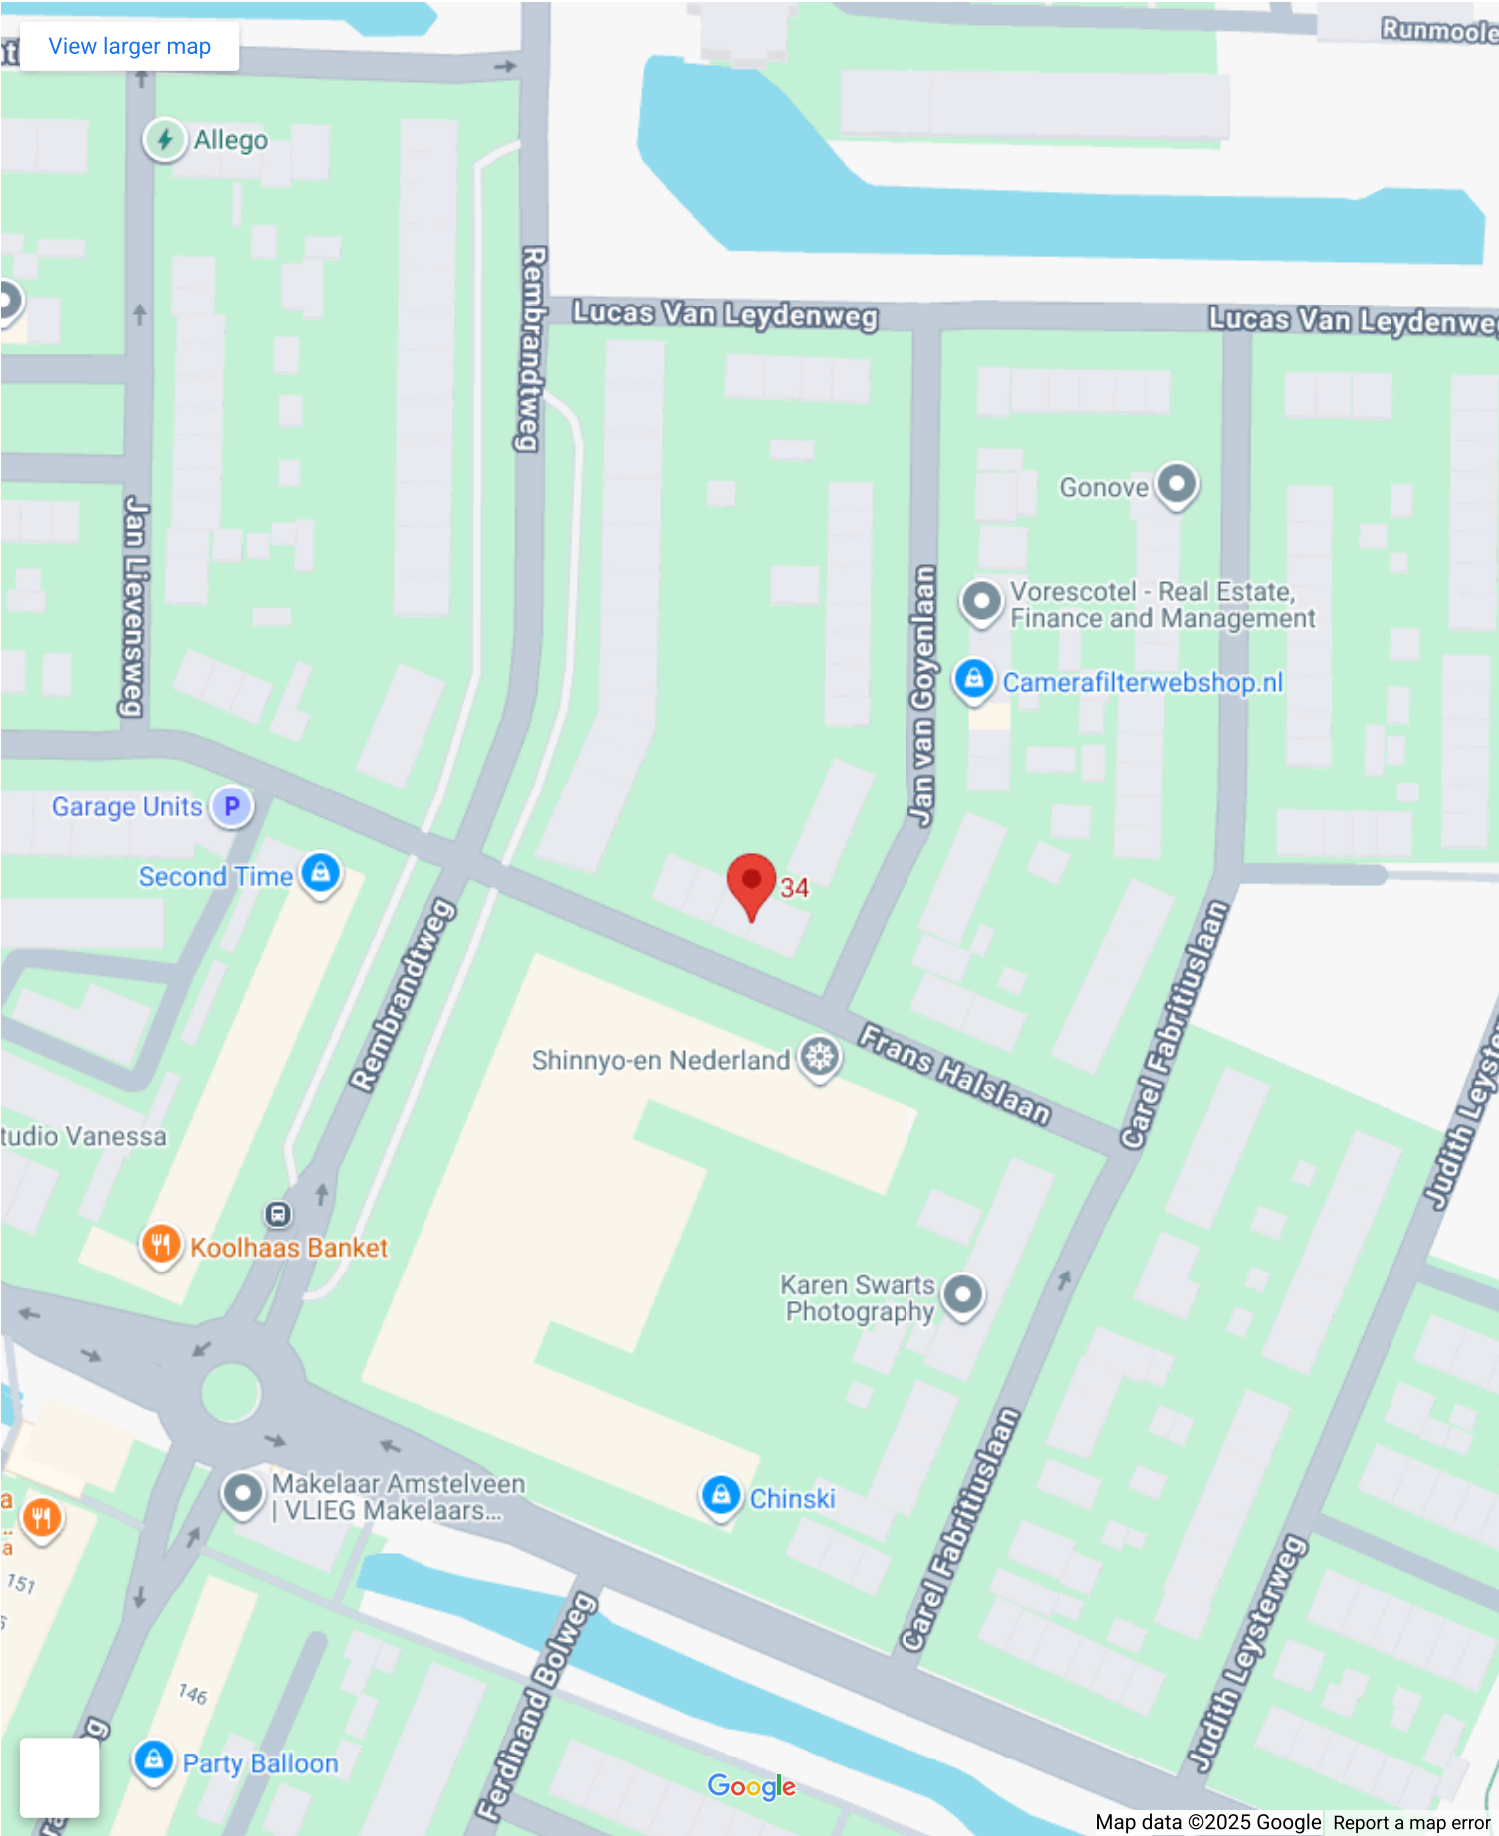 View larger map
Runmoole
Allego
Rembrandtweg
Lucas Van Leydenweg
Lucas Van Leydenweg
Gonove
Jan Lievensweg
Jan van Goyenlaan
Vorescotel - Real Estate,
Finance and Management
Camerafilterwebshop.nl
Garage Units
P
Second Time
34
Rembrandtweg
Carel Fabritiuslaan
Shinnyo-en Nederland
Frans Halslaan
Judith Leyster
tudio Vanessa
Koolhaas Banket
Karen Swarts
Photography
Makelaar Amstelveen
| VLIEG Makelaars...
Chinski
Carel Fabritiuslaan
a
...
a
151
146
Judith Leysterweg
Ferdinand Bolweg
Party Balloon
Google
Map data ©2025 Google
Report a map error